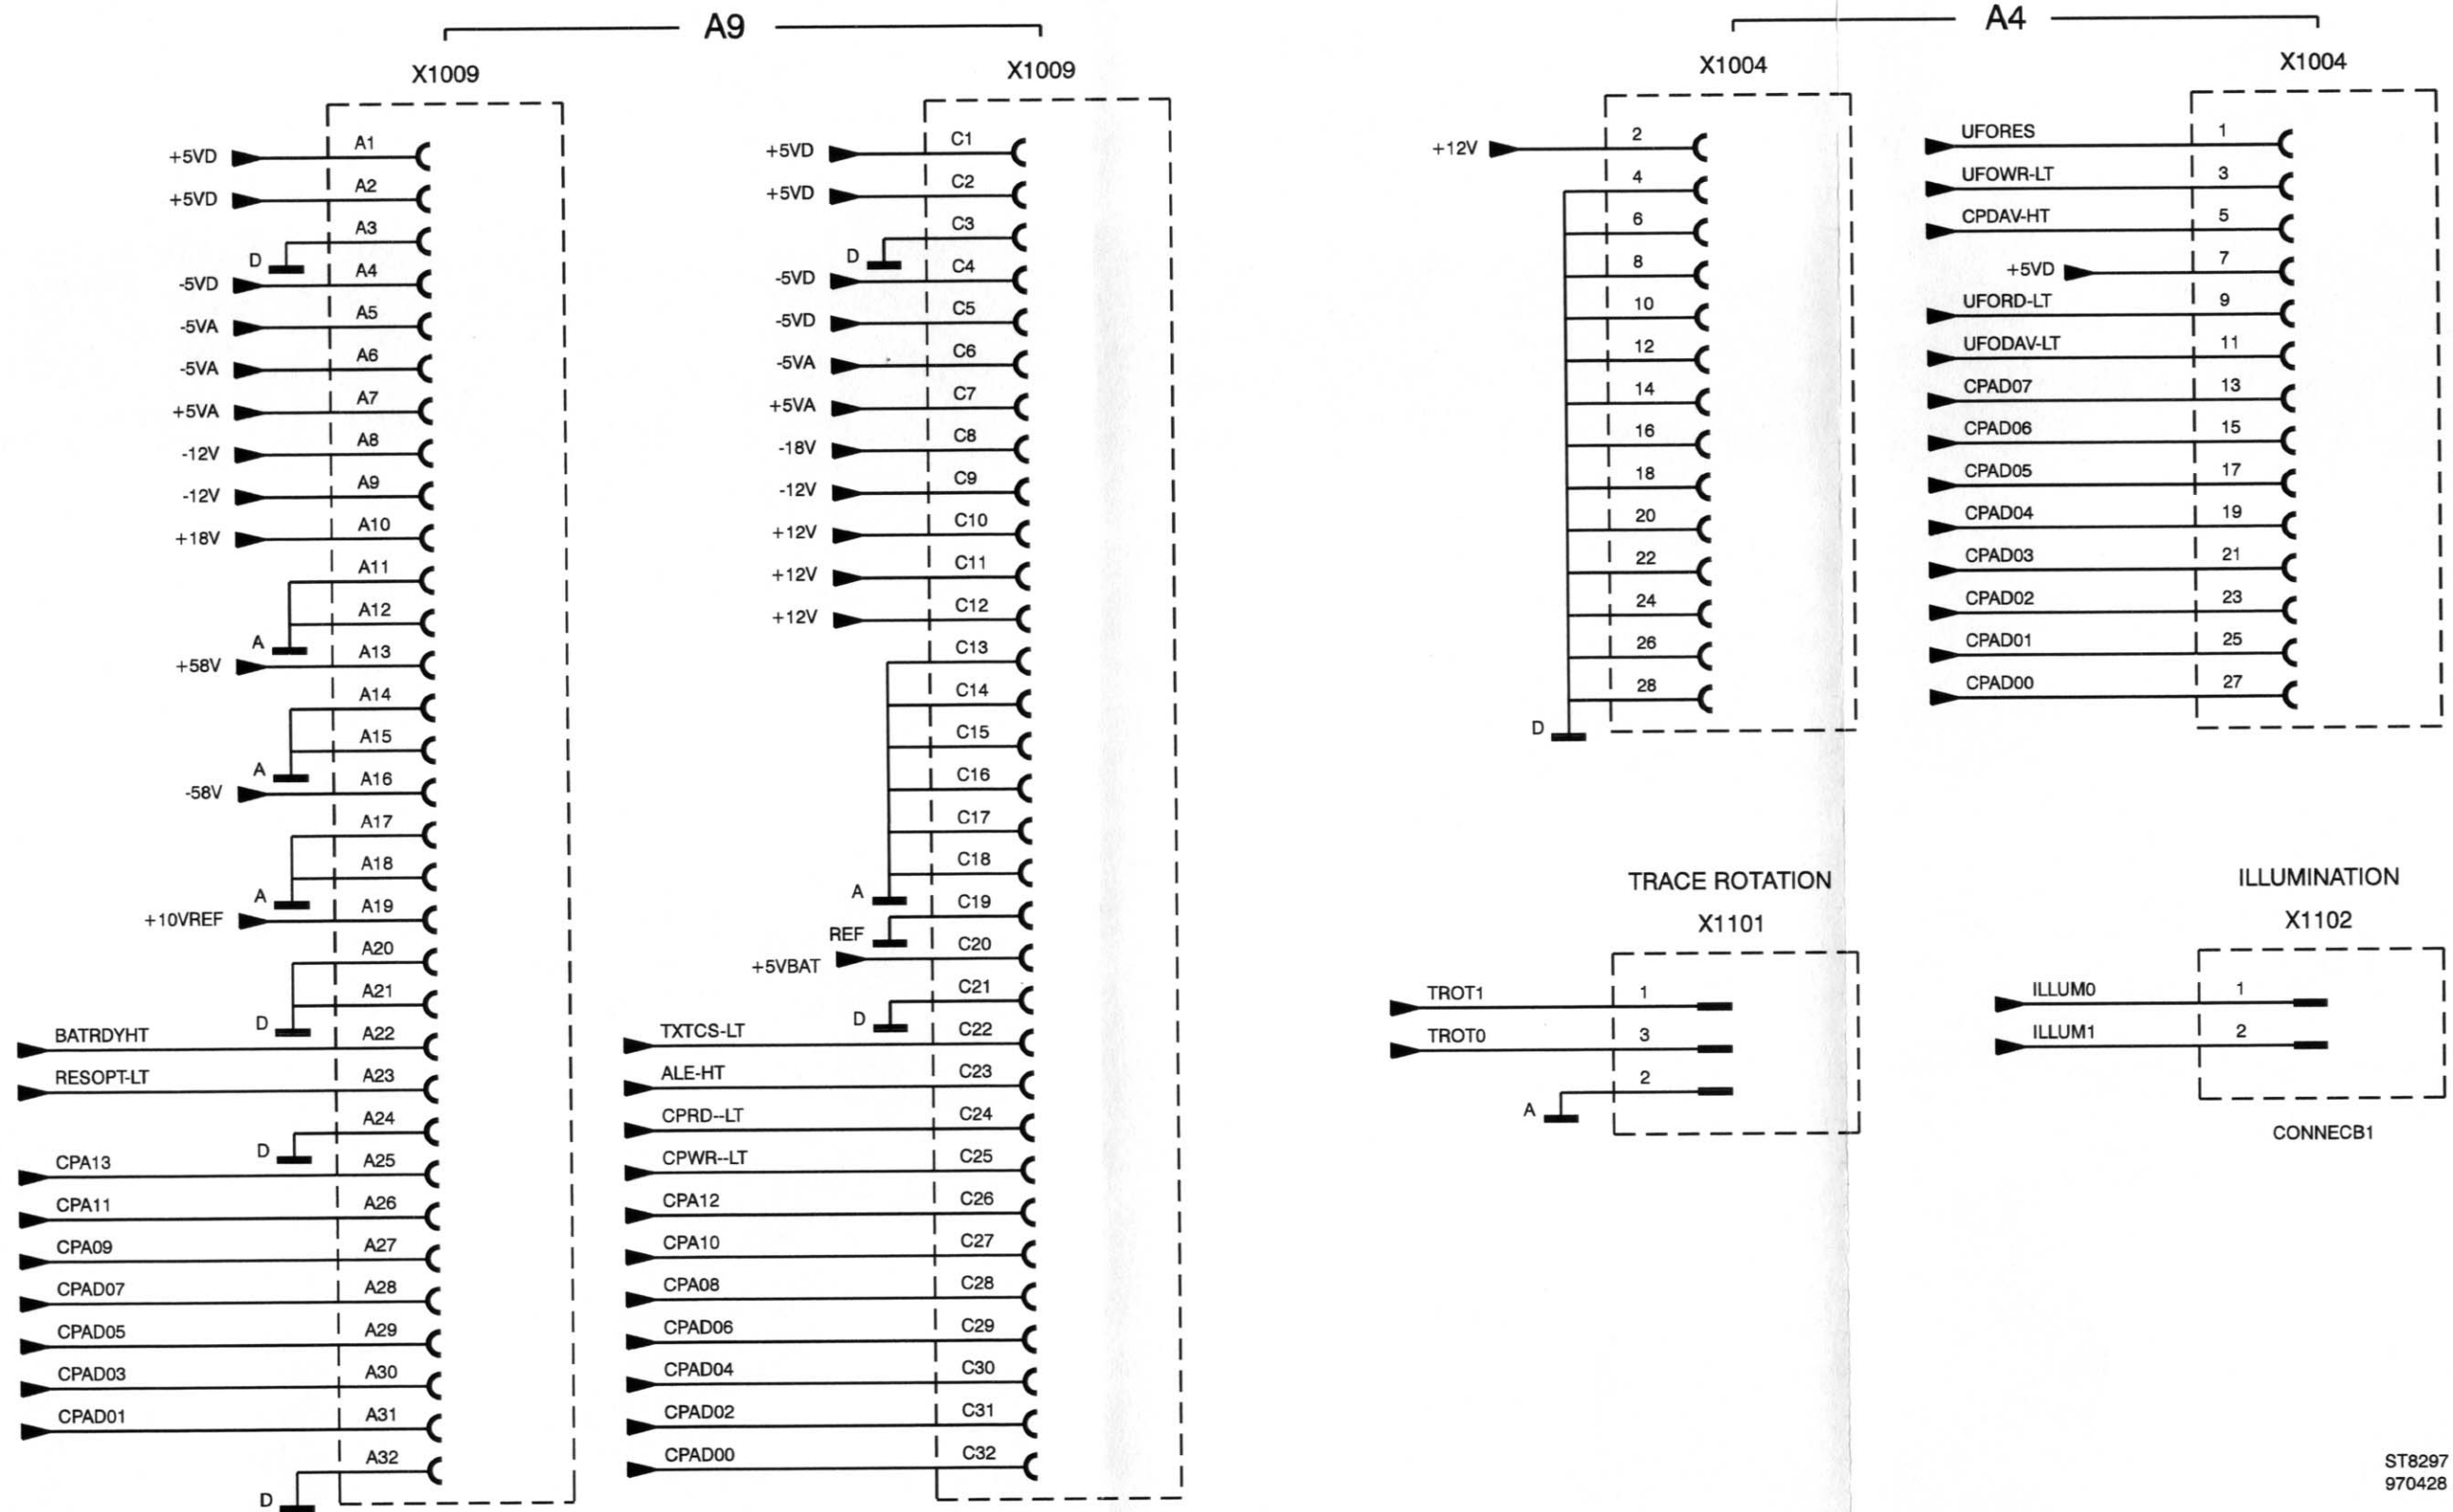 A9
X1009
+5VD A1
+5VD A2
A3
D
-5VD A4
-5VA A5
-5VA A6
+5VA A7
-12V A8
-12V A9
+18V A10
A11
A12
A
+58V A13
A14
A15
A
-58V A16
A17
A18
A
+10VREF A19
A20
A21
D
BATRDYHT A22
RESOPT-LT A23
A24
D
CPA13 A25
CPA11 A26
CPA09 A27
CPAD07 A28
CPAD05 A29
CPAD03 A30
CPAD01 A31
A32
D
X1009
+5VD C1
+5VD C2
C3
D
-5VD C4
-5VD C5
-5VA C6
+5VA C7
-18V C8
-12V C9
+12V C10
+12V C11
+12V C12
C13
C14
C15
C16
C17
C18
A
C19
REF
+5VBAT C20
C21
D
TXTCS-LT C22
ALE-HT C23
CPRD--LT C24
CPWR--LT C25
CPA12 C26
CPA10 C27
CPA08 C28
CPAD06 C29
CPAD04 C30
CPAD02 C31
CPAD00 C32
A4
X1004
+12V 2
4
6
8
10
12
14
16
18
20
22
24
26
28
D
X1004
UFORES 1
UFOWR-LT 3
CPDAV-HT 5
+5VD 7
UFORD-LT 9
UFODAV-LT 11
CPAD07 13
CPAD06 15
CPAD05 17
CPAD04 19
CPAD03 21
CPAD02 23
CPAD01 25
CPAD00 27
TRACE ROTATION
X1101
TROT1 1
TROT0 3
2
A
ILLUMINATION
X1102
ILLUM0 1
ILLUM1 2
CONNECB1
ST8297
970428